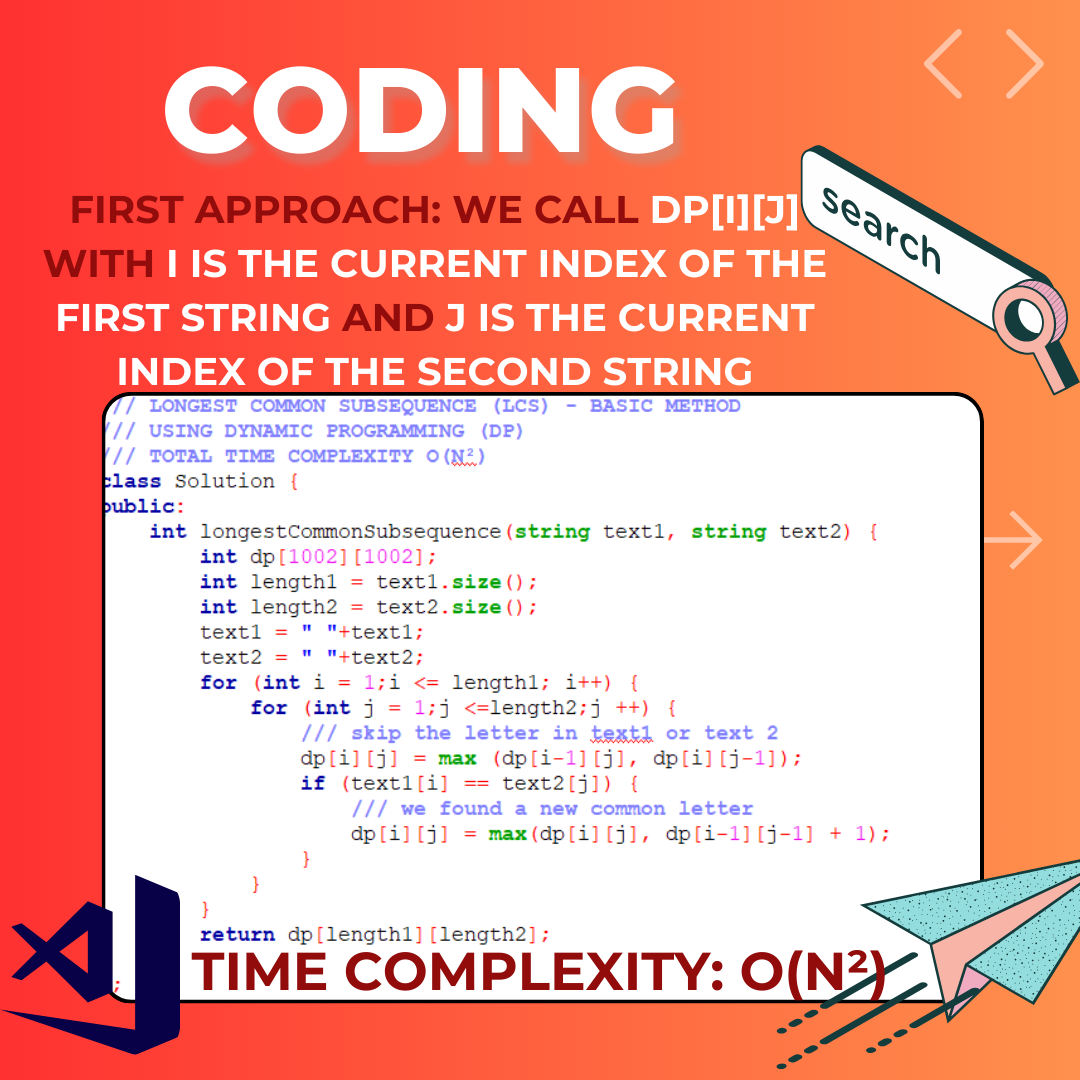 CODING
search
FIRST APPROACH: WE CALL DP[I][J]
WITH I IS THE CURRENT INDEX OF THE
FIRST STRING AND J IS THE CURRENT
INDEX OF THE SECOND STRING
/// LONGEST COMMON SUBSEQUENCE (LCS) - BASIC METHOD
/// USING DYNAMIC PROGRAMMING (DP)
/// TOTAL TIME COMPLEXITY O(N²)
class Solution {
public:
    int longestCommonSubsequence(string text1, string text2) {
        int dp[1002][1002];
        int length1 = text1.size();
        int length2 = text2.size();
        text1 = " "+text1;
        text2 = " "+text2;
        for (int i = 1;i <= length1; i++) {
            for (int j = 1;j <=length2;j ++) {
                /// skip the letter in text1 or text 2
                dp[i][j] = max (dp[i-1][j], dp[i][j-1]);
                if (text1[i] == text2[j]) {
                    /// we found a new common letter
                    dp[i][j] = max(dp[i][j], dp[i-1][j-1] + 1);
                }
            }
        }
        return dp[length1][length2];
;
TIME COMPLEXITY: O(N²)